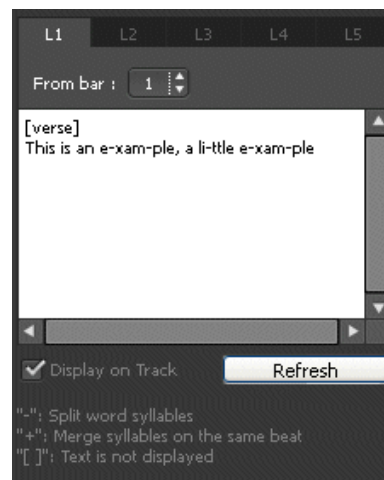 L1 L2 L3 L4 L5
From bar : 1
[verse]
This is an e-xam-ple, a li-ttle e-xam-ple
Display on Track Refresh
"-": Split word syllables
"+": Merge syllables on the same beat
"[ ]": Text is not displayed